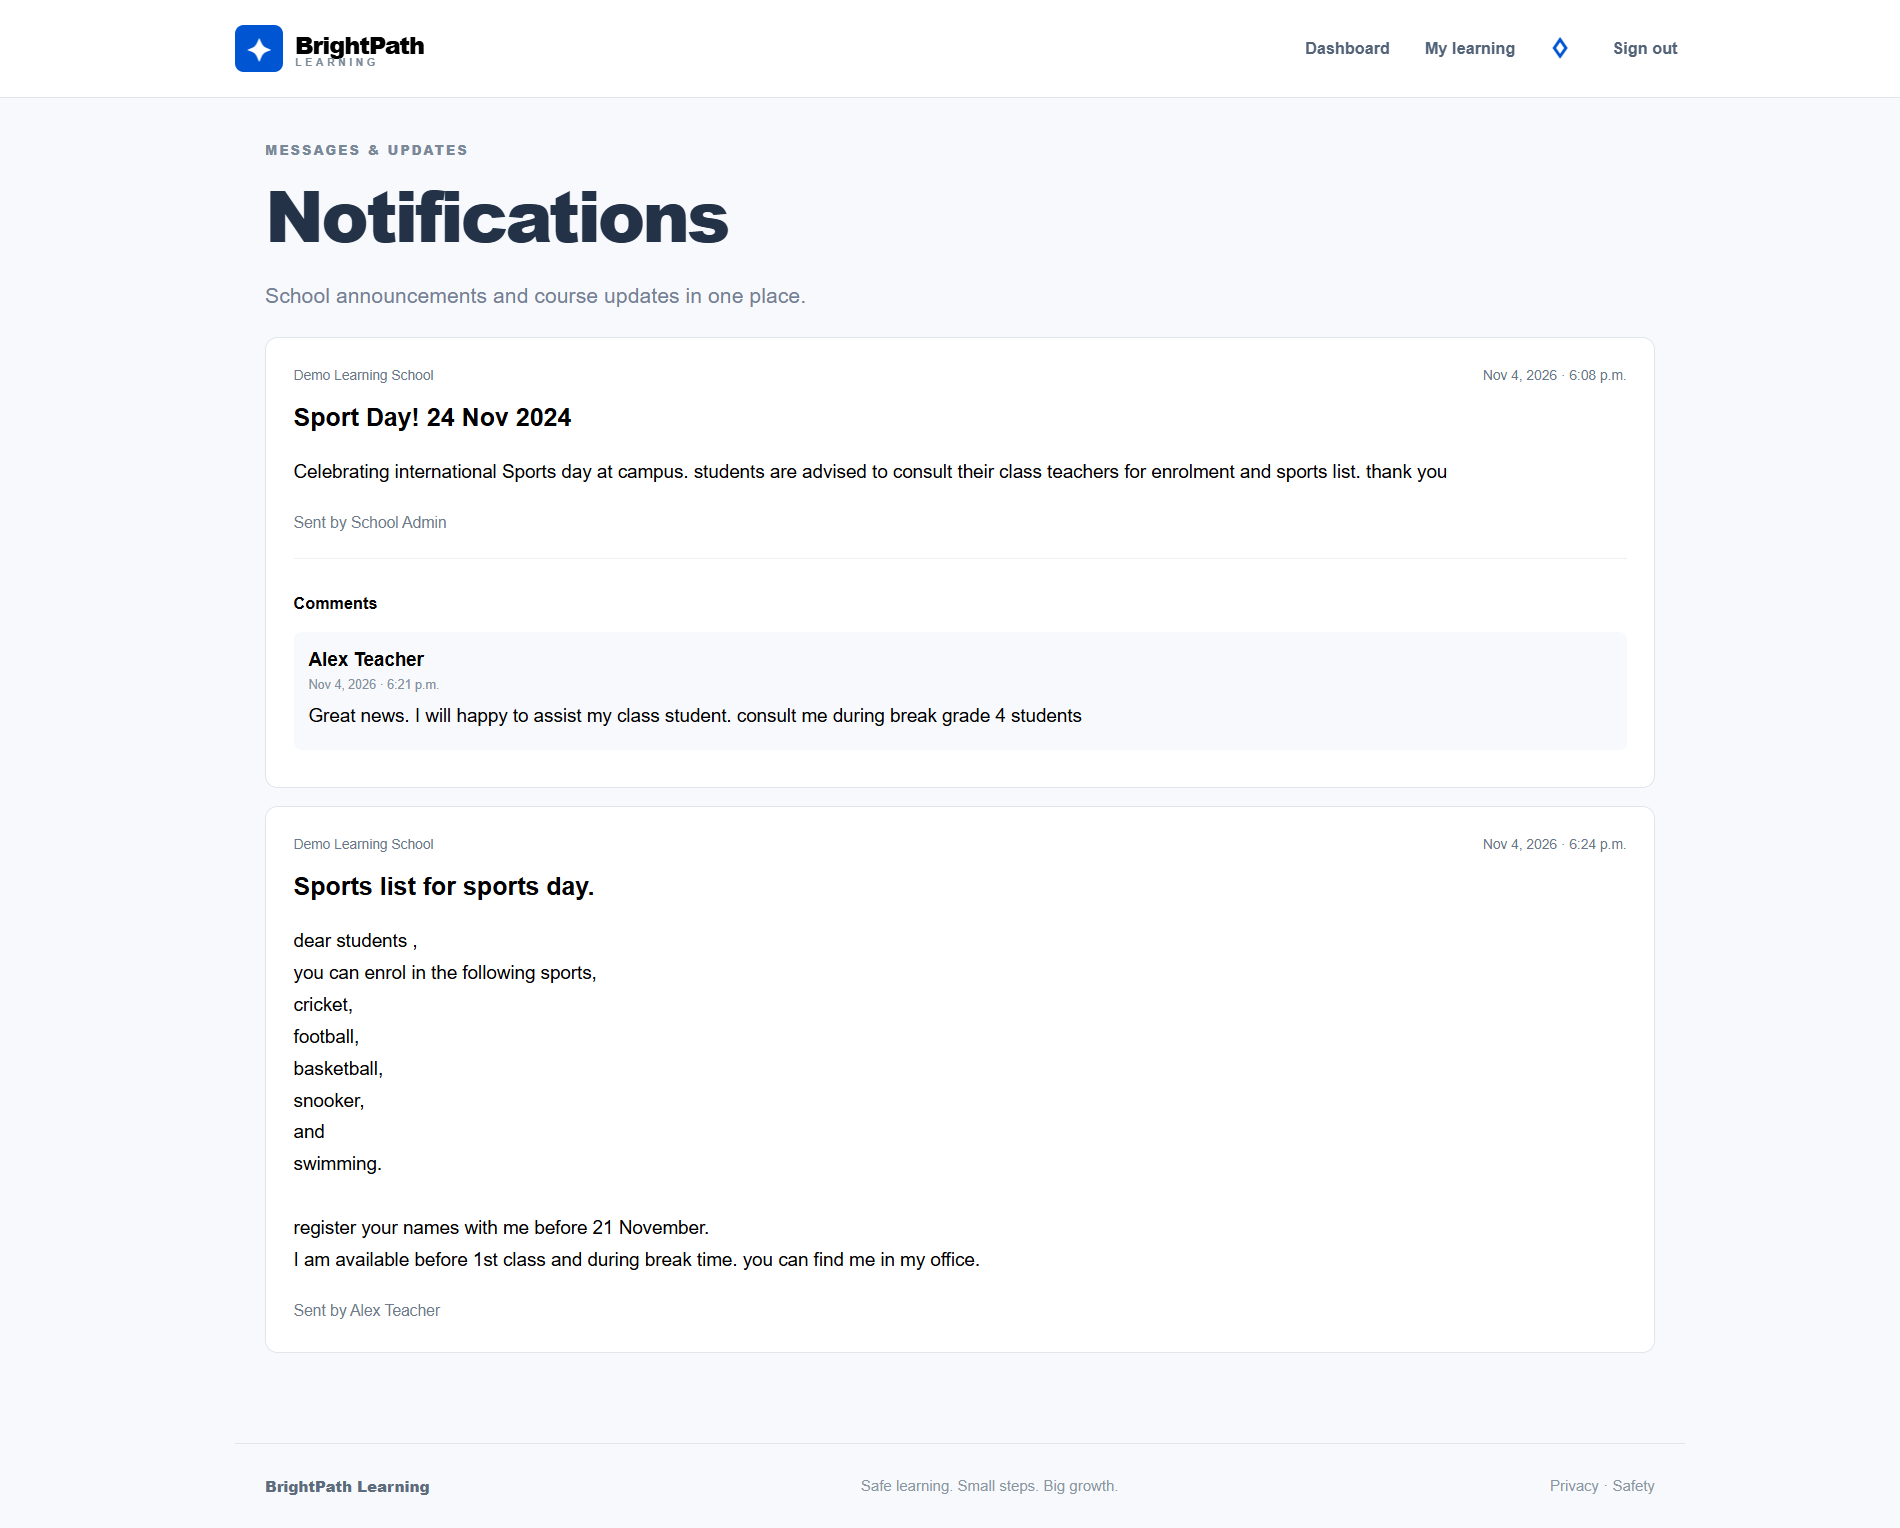 BrightPath
LEARNING
Dashboard
My learning
Sign out
MESSAGES & UPDATES
Notifications
School announcements and course updates in one place.
Demo Learning School
Nov 4, 2026 · 6:08 p.m.
Sport Day! 24 Nov 2024
Celebrating international Sports day at campus. students are advised to consult their class teachers for enrolment and sports list. thank you
Sent by School Admin
Comments
Alex Teacher
Nov 4, 2026 · 6:21 p.m.
Great news. I will happy to assist my class student. consult me during break grade 4 students
Demo Learning School
Nov 4, 2026 · 6:24 p.m.
Sports list for sports day.
dear students ,
you can enrol in the following sports,
cricket,
football,
basketball,
snooker,
and
swimming.
register your names with me before 21 November.
I am available before 1st class and during break time. you can find me in my office.
Sent by Alex Teacher
BrightPath Learning
Safe learning. Small steps. Big growth.
Privacy · Safety